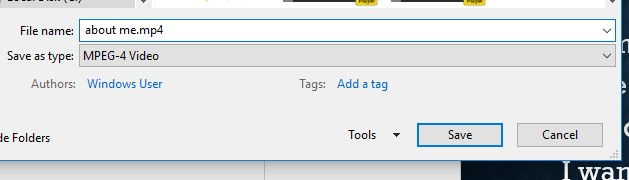 File name: about me.mp4
Save as type: MPEG-4 Video
Authors: Windows User Tags: Add a tag
de Folders
Tools Save Cancel
I wan